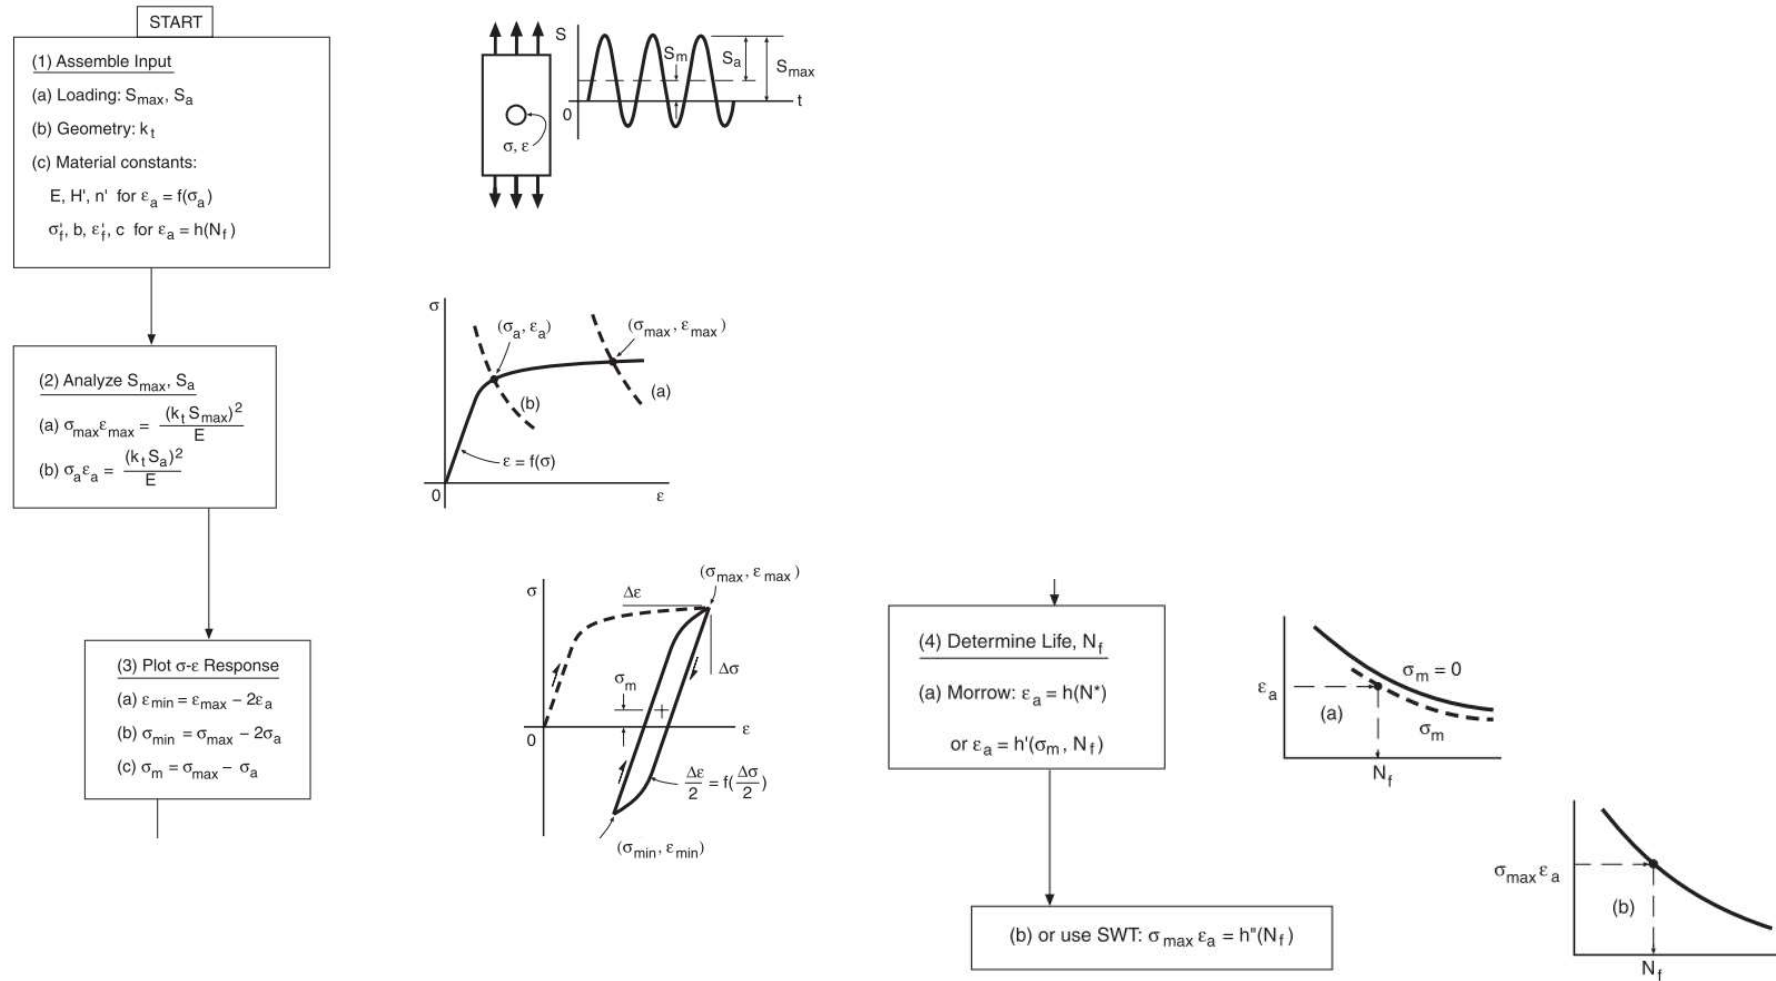 START
(1) Assemble Input
(a) Loading: S_max, S_a
(b) Geometry: k_t
(c) Material constants:
E, H', n' for ε_a = f(σ_a)
σ'_f, b, ε'_f, c for ε_a = h(N_f)
S
S_m
S_a
S_max
t
0
σ, ε
(2) Analyze S_max, S_a
(a) σ_max ε_max = (k_t S_max)² / E
(b) σ_a ε_a = (k_t S_a)² / E
σ
(σ_a, ε_a)
(σ_max, ε_max)
(a)
(b)
ε = f(σ)
0
ε
(3) Plot σ-ε Response
(a) ε_min = ε_max − 2ε_a
(b) σ_min = σ_max − 2σ_a
(c) σ_m = σ_max − σ_a
(σ_max, ε_max)
σ
Δε
Δσ
σ_m
0
ε
Δε/2 = f(Δσ/2)
(σ_min, ε_min)
(4) Determine Life, N_f
(a) Morrow: ε_a = h(N*)
or ε_a = h'(σ_m, N_f)
σ_m = 0
ε_a
(a)
σ_m
N_f
(b) or use SWT: σ_max ε_a = h"(N_f)
σ_max ε_a
(b)
N_f